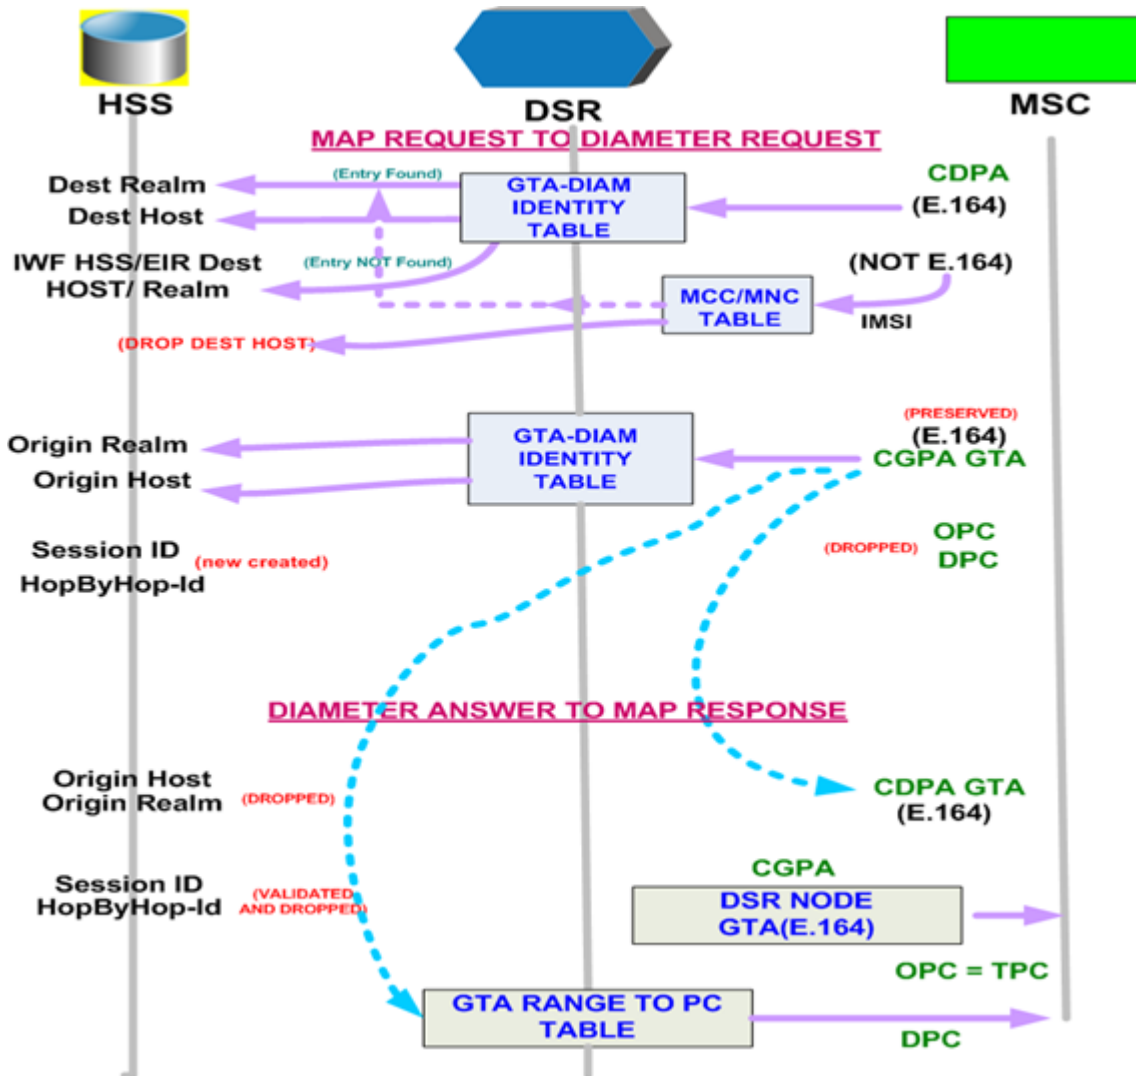 HSS
DSR
MSC
MAP REQUEST TO DIAMETER REQUEST
Dest Realm
(Entry Found)
GTA-DIAM
IDENTITY
TABLE
CDPA
(E.164)
Dest Host
IWF HSS/EIR Dest
HOST/ Realm
(Entry NOT Found)
(NOT E.164)
MCC/MNC
TABLE
IMSI
(DROP DEST HOST)
Origin Realm
Origin Host
GTA-DIAM
IDENTITY
TABLE
(PRESERVED)
(E.164)
CGPA GTA
Session ID
HopByHop-Id
(new created)
(DROPPED)
OPC
DPC
DIAMETER ANSWER TO MAP RESPONSE
Origin Host
Origin Realm
(DROPPED)
CDPA GTA
(E.164)
Session ID
HopByHop-Id
(VALIDATED
AND DROPPED)
CGPA
DSR NODE
GTA(E.164)
OPC = TPC
GTA RANGE TO PC
TABLE
DPC